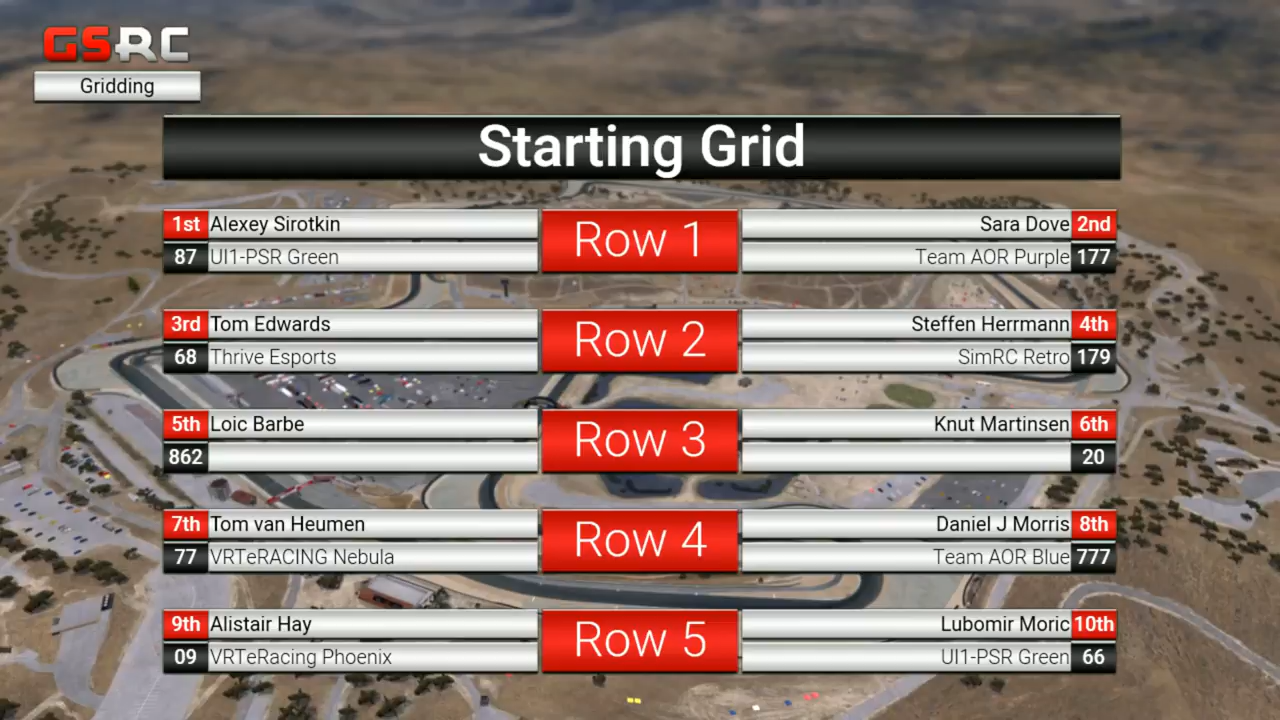 GSRC
Gridding
Starting Grid
1st Alexey Sirotkin Row 1 Sara Dove 2nd
87 UI1-PSR Green Team AOR Purple 177
3rd Tom Edwards Row 2 Steffen Herrmann 4th
68 Thrive Esports SimRC Retro 179
5th Loic Barbe Row 3 Knut Martinsen 6th
862 20
7th Tom van Heumen Row 4 Daniel J Morris 8th
77 VRTeRACING Nebula Team AOR Blue 777
9th Alistair Hay Row 5 Lubomir Moric 10th
09 VRTeRacing Phoenix UI1-PSR Green 66